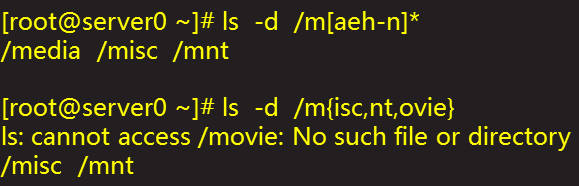 [root@server0 ~]# ls -d /m[aeh-n]*
/media /misc /mnt
[root@server0 ~]# ls -d /m{isc,nt,ovie}
ls: cannot access /movie: No such file or directory
/misc /mnt